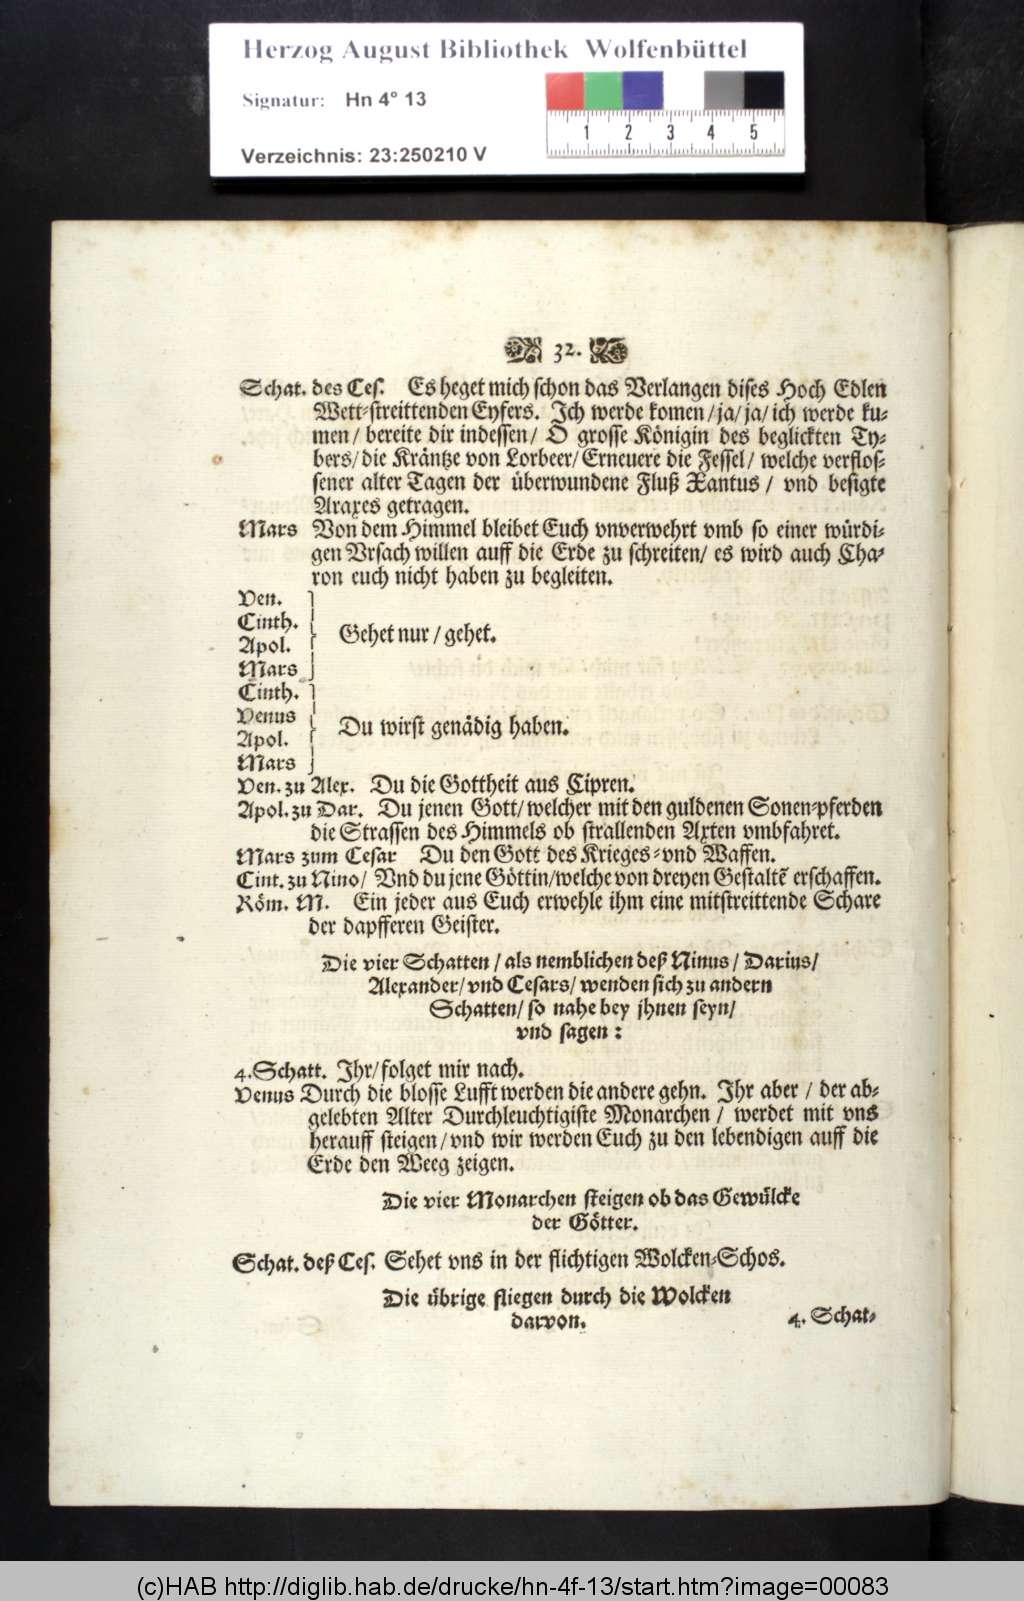 Herzog August Bibliothek Wolfenbüttel
Signatur: Hn 4° 13
1 2 3 4 5
Verzeichnis: 23:250210 V
32.
Schat. des Ces. Es heget mich schon das Verlangen dises Hoch Edlen
Wett-streittenden Eyfers. Ich werde komen / ja / ja / ich werde ku-
men / bereite dir indessen / O grosse Königin des beglickten Ty-
bers / die Kräntze von Lorbeer / Erneuere die Fessel / welche verflos-
sener alter Tagen der überwundene Fluß Xantus / vnd besigte
Araxes getragen.
Mars Von dem Himmel bleibet Euch vnverwehrt vmb so einer würdi-
gen Vrsach willen auff die Erde zu schreiten / es wird auch Cha-
ron euch nicht haben zu begleiten.
Ven.
Cinth.
Apol.
Mars
Gehet nur / gehet.
Cinth.
Venus
Apol.
Mars
Du wirst genädig haben.
Ven. zu Alex. Du die Gottheit aus Cipren.
Apol. zu Dar. Du jenen Gott / welcher mit den guldenen Sonen-pferden
die Strassen des Himmels ob strallenden Axten vmbfahret.
Mars zum Cesar Du den Gott des Krieges-vnd Waffen.
Cint. zu Nino / Vnd du jene Göttin / welche von dreyen Gestaltẽ erschaffen.
Röm. M. Ein jeder aus Euch erwehle ihm eine mitstreittende Schare
der dapfferen Geister.
Die vier Schatten / als nemblichen deß Ninus / Darius /
Alexander / vnd Cesars / wenden sich zu andern
Schatten / so nahe bey jhnen seyn /
vnd sagen :
4. Schatt. Ihr / folget mir nach.
Venus Durch die blosse Lufft werden die andere gehn. Ihr aber / der ab-
gelebten Alter Durchleuchtigiste Monarchen / werdet mit vns
herauff steigen / vnd wir werden Euch zu den lebendigen auff die
Erde den Weeg zeigen.
Die vier Monarchen steigen ob das Gewülcke
der Götter.
Schat. deß Ces. Sehet vns in der flichtigen Wolcken-Schos.
Die übrige fliegen durch die Wolcken
darvon.
4. Schat-
(c)HAB http://diglib.hab.de/drucke/hn-4f-13/start.htm?image=00083